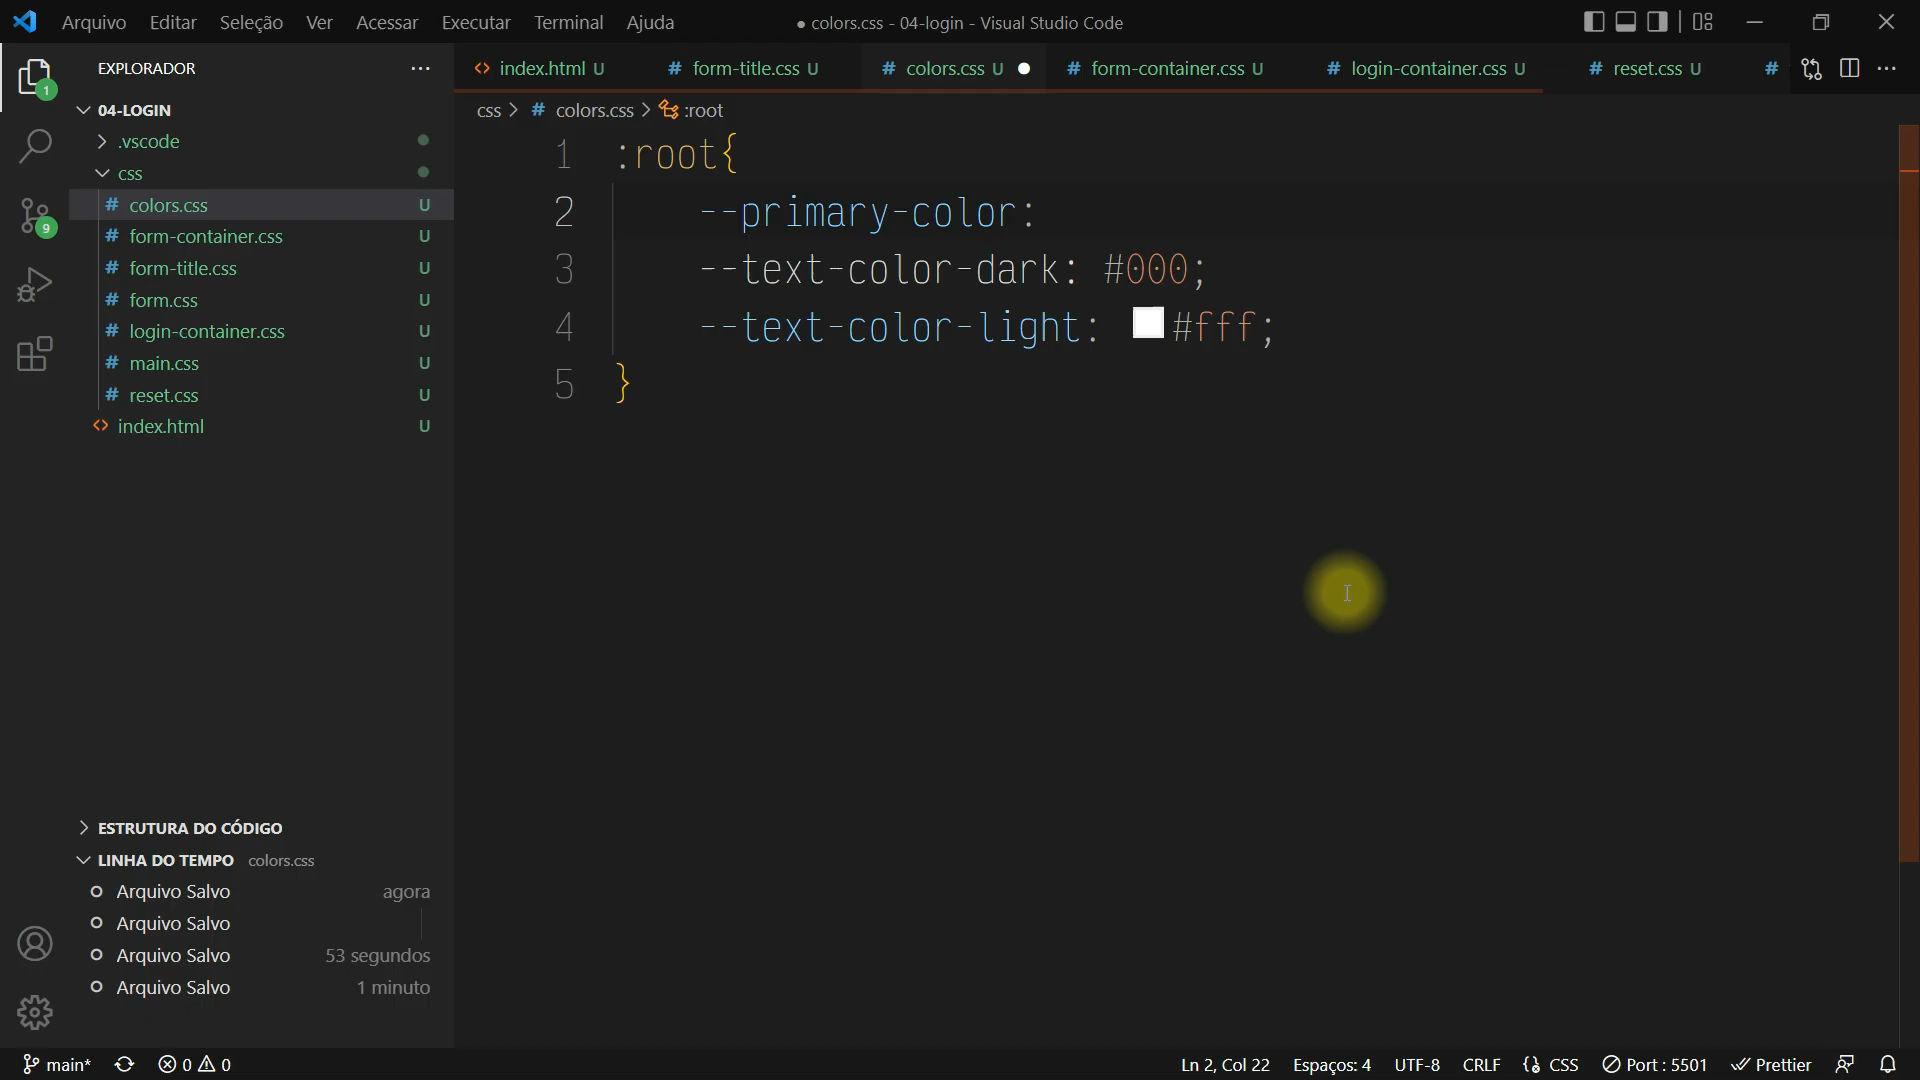 Arquivo Editar Seleção Ver Acessar Executar Terminal Ajuda
● colors.css - 04-login - Visual Studio Code
EXPLORADOR
1
9
04-LOGIN
.vscode
css
# colors.css U
# form-container.css U
# form-title.css U
# form.css U
# login-container.css U
# main.css U
# reset.css U
<> index.html U
ESTRUTURA DO CÓDIGO
LINHA DO TEMPO colors.css
Arquivo Salvo agora
Arquivo Salvo
Arquivo Salvo 53 segundos
Arquivo Salvo 1 minuto
<> index.html U # form-title.css U # colors.css U ● # form-container.css U # login-container.css U # reset.css U #
css > # colors.css > :root
1 :root{
2 --primary-color:
3 --text-color-dark: #000;
4 --text-color-light: #fff;
5 }
main* 0 0 Ln 2, Col 22 Espaços: 4 UTF-8 CRLF {} CSS Port : 5501 Prettier